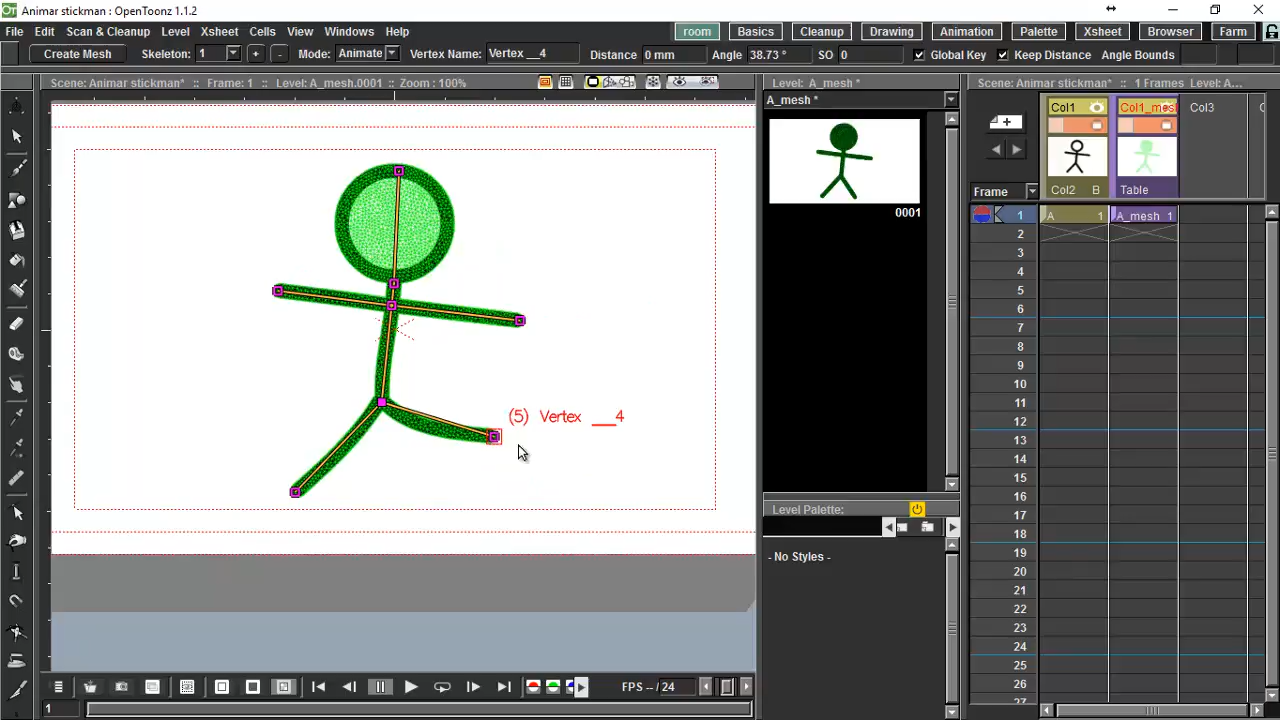 Animar stickman : OpenToonz 1.1.2
File Edit Scan & Cleanup Level Xsheet Cells View Windows Help
room Basics Cleanup Drawing Animation Palette Xsheet Browser Farm
Create Mesh Skeleton: 1 + - Mode: Animate Vertex Name: Vertex __4 Distance 0 mm Angle 38.73 ° SO 0 Global Key Keep Distance Angle Bounds
Scene: Animar stickman* :: Frame: 1 :: Level: A_mesh.0001 :: Zoom : 100%
(5) Vertex __4
FPS -- / 24
1
Level: A_mesh *
A_mesh *
0001
Level Palette:
- No Styles -
Scene: Animar stickman* :: 1 Frames :: Level: A...
Col1 Col1_mesl Col3
Col2 B Table
Frame
1 A 1 A_mesh 1
2
3
4
5
6
7
8
9
10
11
12
13
14
15
16
17
18
19
20
21
22
23
24
25
26
27